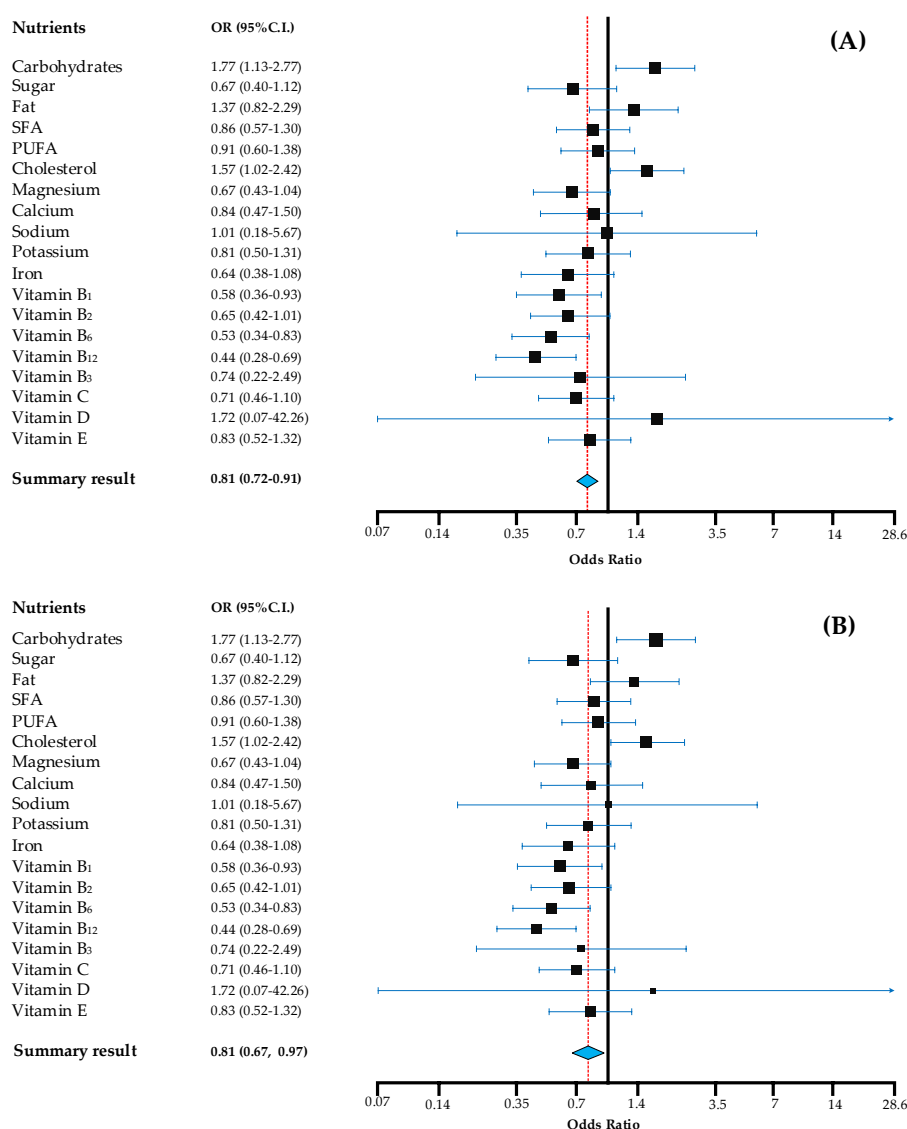 Nutrients OR (95%C.I.)
(A)
Carbohydrates 1.77 (1.13-2.77)
Sugar 0.67 (0.40-1.12)
Fat 1.37 (0.82-2.29)
SFA 0.86 (0.57-1.30)
PUFA 0.91 (0.60-1.38)
Cholesterol 1.57 (1.02-2.42)
Magnesium 0.67 (0.43-1.04)
Calcium 0.84 (0.47-1.50)
Sodium 1.01 (0.18-5.67)
Potassium 0.81 (0.50-1.31)
Iron 0.64 (0.38-1.08)
Vitamin B1 0.58 (0.36-0.93)
Vitamin B2 0.65 (0.42-1.01)
Vitamin B6 0.53 (0.34-0.83)
Vitamin B12 0.44 (0.28-0.69)
Vitamin B3 0.74 (0.22-2.49)
Vitamin C 0.71 (0.46-1.10)
Vitamin D 1.72 (0.07-42.26)
Vitamin E 0.83 (0.52-1.32)
Summary result 0.81 (0.72-0.91)
0.07 0.14 0.35 0.7 1.4 3.5 7 14 28.6
Odds Ratio
Nutrients OR (95%C.I.)
(B)
Carbohydrates 1.77 (1.13-2.77)
Sugar 0.67 (0.40-1.12)
Fat 1.37 (0.82-2.29)
SFA 0.86 (0.57-1.30)
PUFA 0.91 (0.60-1.38)
Cholesterol 1.57 (1.02-2.42)
Magnesium 0.67 (0.43-1.04)
Calcium 0.84 (0.47-1.50)
Sodium 1.01 (0.18-5.67)
Potassium 0.81 (0.50-1.31)
Iron 0.64 (0.38-1.08)
Vitamin B1 0.58 (0.36-0.93)
Vitamin B2 0.65 (0.42-1.01)
Vitamin B6 0.53 (0.34-0.83)
Vitamin B12 0.44 (0.28-0.69)
Vitamin B3 0.74 (0.22-2.49)
Vitamin C 0.71 (0.46-1.10)
Vitamin D 1.72 (0.07-42.26)
Vitamin E 0.83 (0.52-1.32)
Summary result 0.81 (0.67, 0.97)
0.07 0.14 0.35 0.7 1.4 3.5 7 14 28.6
Odds Ratio